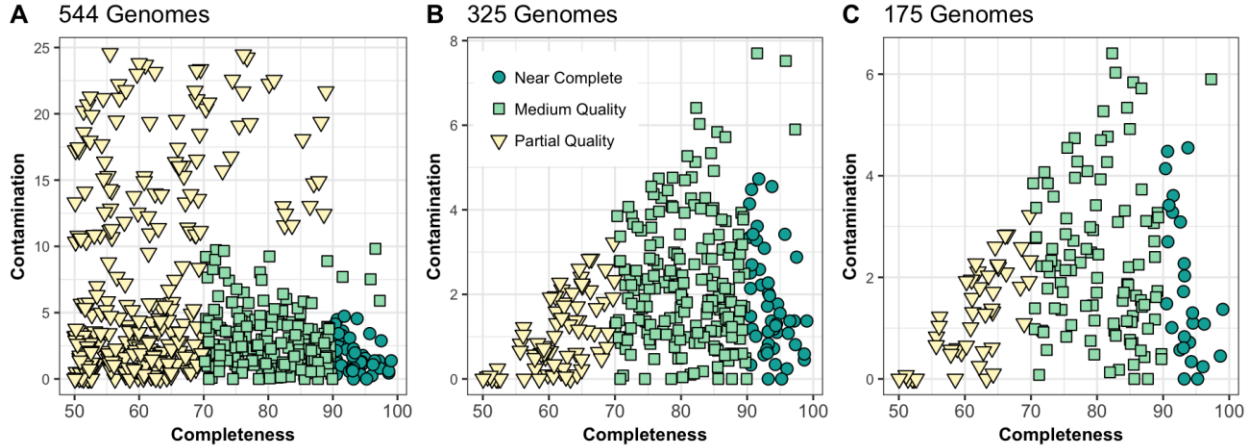 A 544 Genomes
25
20
15
10
5
0
Contamination
50 60 70 80 90 100
Completeness
B 325 Genomes
8
6
4
2
0
Contamination
Near Complete
Medium Quality
Partial Quality
50 60 70 80 90 100
Completeness
C 175 Genomes
6
4
2
0
Contamination
50 60 70 80 90 100
Completeness